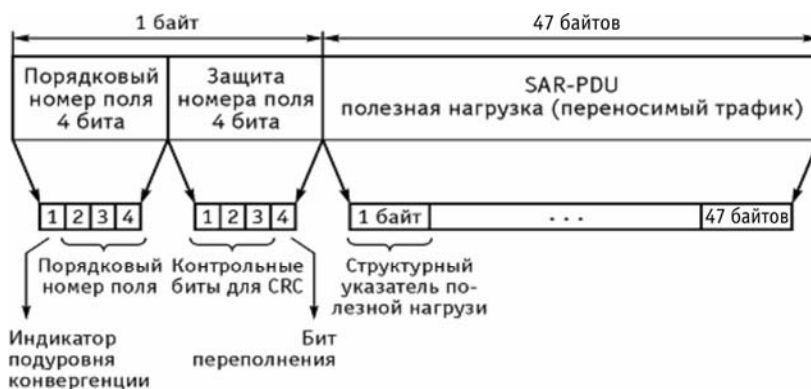 1 байт
47 байтов
Порядковый
номер поля
4 бита
Защита
номера поля
4 бита
SAR-PDU
полезная нагрузка (переносимый трафик)
1 2 3 4
1 2 3 4
1 байт
...
47 байтов
Порядковый
номер поля
Контрольные
биты для CRC
Структурный
указатель по-
лезной нагрузи
Индикатор
подуровня
конвергенции
Бит
переполнения